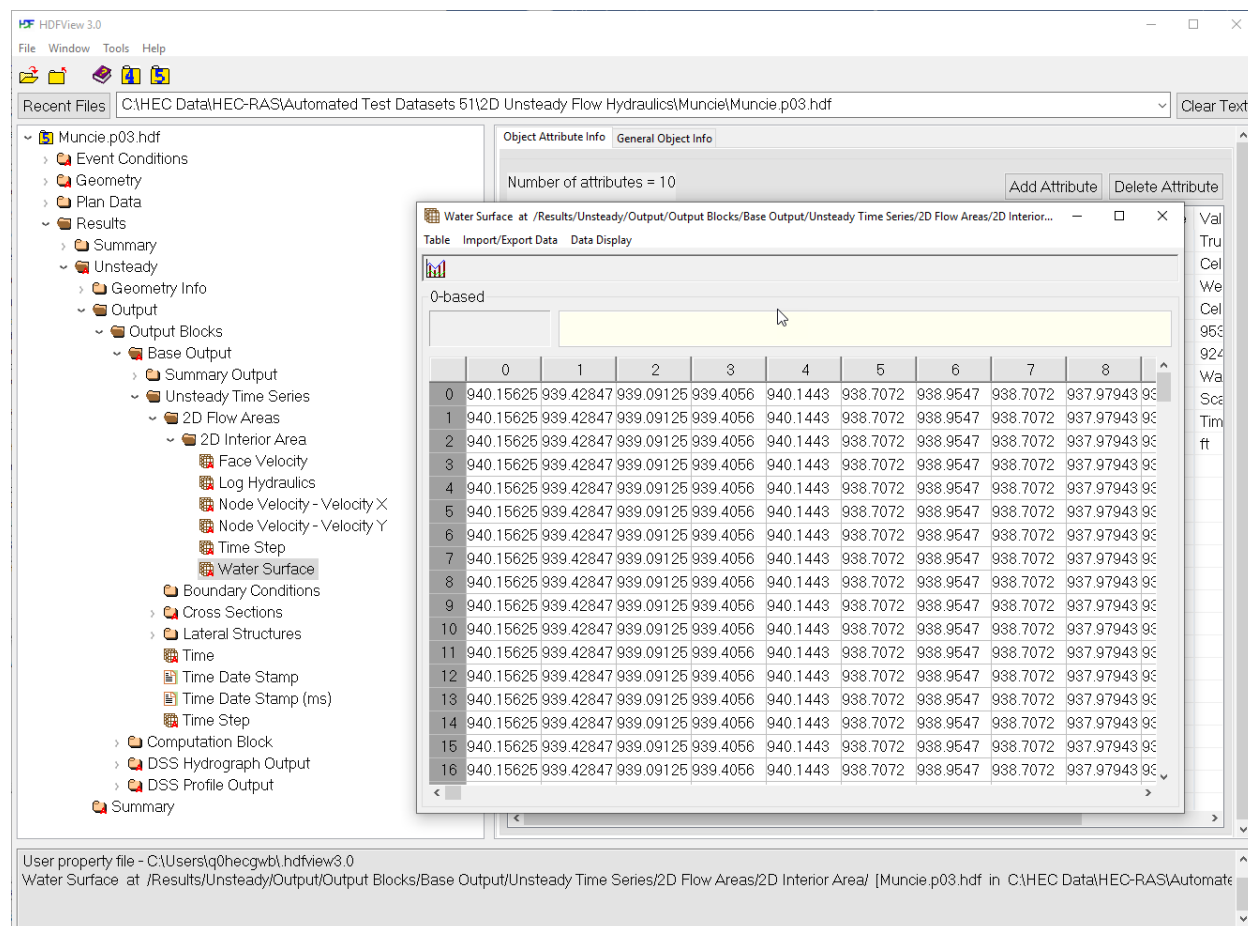 HDFView 3.0
File Window Tools Help
Recent Files C:\HEC Data\HEC-RAS\Automated Test Datasets 51\2D Unsteady Flow Hydraulics\Muncie\Muncie.p03.hdf Clear Text
Muncie.p03.hdf
Event Conditions
Geometry
Plan Data
Results
Summary
Unsteady
Geometry Info
Output
Output Blocks
Base Output
Summary Output
Unsteady Time Series
2D Flow Areas
2D Interior Area
Face Velocity
Log Hydraulics
Node Velocity - Velocity X
Node Velocity - Velocity Y
Time Step
Water Surface
Boundary Conditions
Cross Sections
Lateral Structures
Time
Time Date Stamp
Time Date Stamp (ms)
Time Step
Computation Block
DSS Hydrograph Output
DSS Profile Output
Summary
Object Attribute Info General Object Info
Number of attributes = 10 Add Attribute Delete Attribute
Val
Tru
Cel
We
Cel
953
924
Wa
Sca
Tim
ft
Water Surface at /Results/Unsteady/Output/Output Blocks/Base Output/Unsteady Time Series/2D Flow Areas/2D Interior...
Table Import/Export Data Data Display
0-based
0 1 2 3 4 5 6 7 8
0 940.15625 939.42847 939.09125 939.4056 940.1443 938.7072 938.9547 938.7072 937.97943 93
1 940.15625 939.42847 939.09125 939.4056 940.1443 938.7072 938.9547 938.7072 937.97943 93
2 940.15625 939.42847 939.09125 939.4056 940.1443 938.7072 938.9547 938.7072 937.97943 93
3 940.15625 939.42847 939.09125 939.4056 940.1443 938.7072 938.9547 938.7072 937.97943 93
4 940.15625 939.42847 939.09125 939.4056 940.1443 938.7072 938.9547 938.7072 937.97943 93
5 940.15625 939.42847 939.09125 939.4056 940.1443 938.7072 938.9547 938.7072 937.97943 93
6 940.15625 939.42847 939.09125 939.4056 940.1443 938.7072 938.9547 938.7072 937.97943 93
7 940.15625 939.42847 939.09125 939.4056 940.1443 938.7072 938.9547 938.7072 937.97943 93
8 940.15625 939.42847 939.09125 939.4056 940.1443 938.7072 938.9547 938.7072 937.97943 93
9 940.15625 939.42847 939.09125 939.4056 940.1443 938.7072 938.9547 938.7072 937.97943 93
10 940.15625 939.42847 939.09125 939.4056 940.1443 938.7072 938.9547 938.7072 937.97943 93
11 940.15625 939.42847 939.09125 939.4056 940.1443 938.7072 938.9547 938.7072 937.97943 93
12 940.15625 939.42847 939.09125 939.4056 940.1443 938.7072 938.9547 938.7072 937.97943 93
13 940.15625 939.42847 939.09125 939.4056 940.1443 938.7072 938.9547 938.7072 937.97943 93
14 940.15625 939.42847 939.09125 939.4056 940.1443 938.7072 938.9547 938.7072 937.97943 93
15 940.15625 939.42847 939.09125 939.4056 940.1443 938.7072 938.9547 938.7072 937.97943 93
16 940.15625 939.42847 939.09125 939.4056 940.1443 938.7072 938.9547 938.7072 937.97943 93
User property file - C:\Users\q0hecgwb\.hdfview3.0
Water Surface at /Results/Unsteady/Output/Output Blocks/Base Output/Unsteady Time Series/2D Flow Areas/2D Interior Area/ [Muncie.p03.hdf in C:\HEC Data\HEC-RAS\Automate